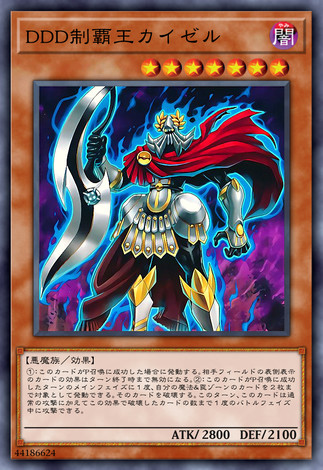 DDD制覇王カイゼル
やみ
闇
【悪魔族／効果】
①：このカードがP召喚に成功した場合に発動する。相手フィールドの表側表示
のカードの効果はターン終了時まで無効になる。②：このカードがP召喚に成功した
ターンのメインフェイズに１度、自分の魔法&罠ゾーンのカードを２枚まで
対象として発動できる。そのカードを破壊する。このターン、このカードは通
常の攻撃に加えてこの効果で破壊したカードの数まで１度のバトルフェイズ
中に攻撃できる。
ATK/ 2800 DEF/2100
44186624